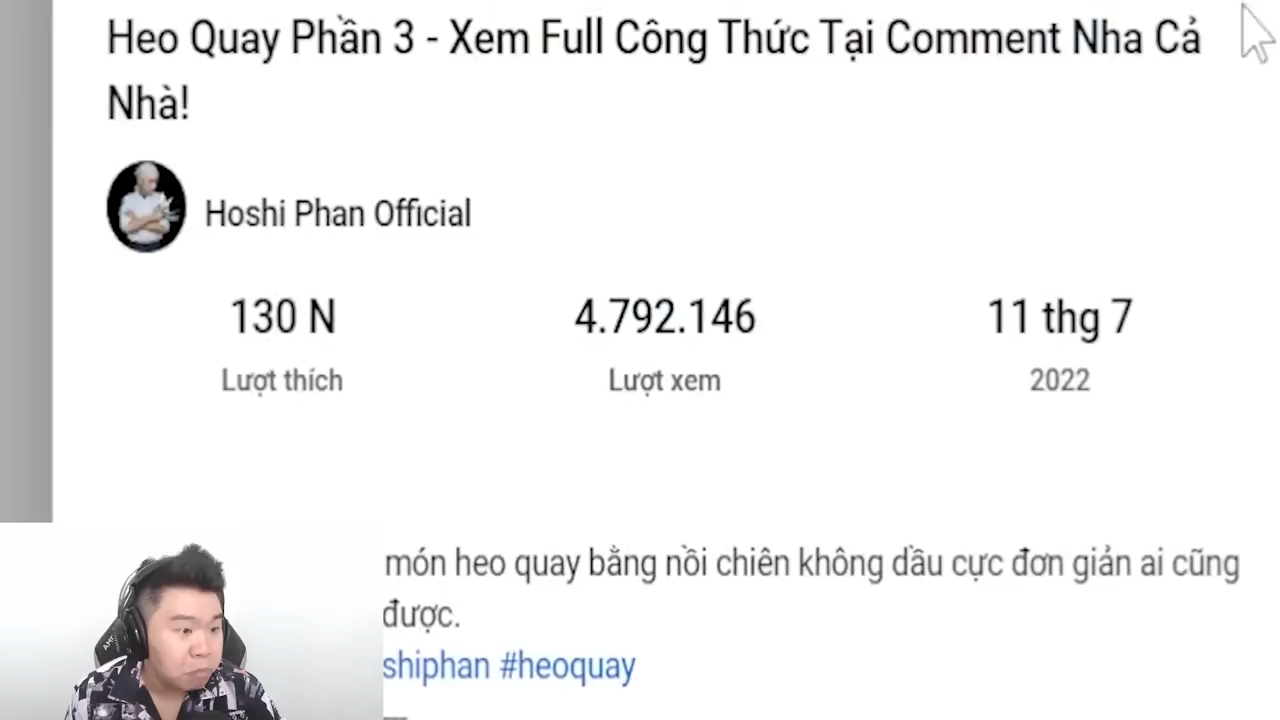 Heo Quay Phần 3 - Xem Full Công Thức Tại Comment Nha Cả
Nhà!
Hoshi Phan Official
130 N
4.792.146
11 thg 7
Lượt thích
Lượt xem
2022
món heo quay bằng nồi chiên không dầu cực đơn giản ai cũng
được.
shiphan #heoquay